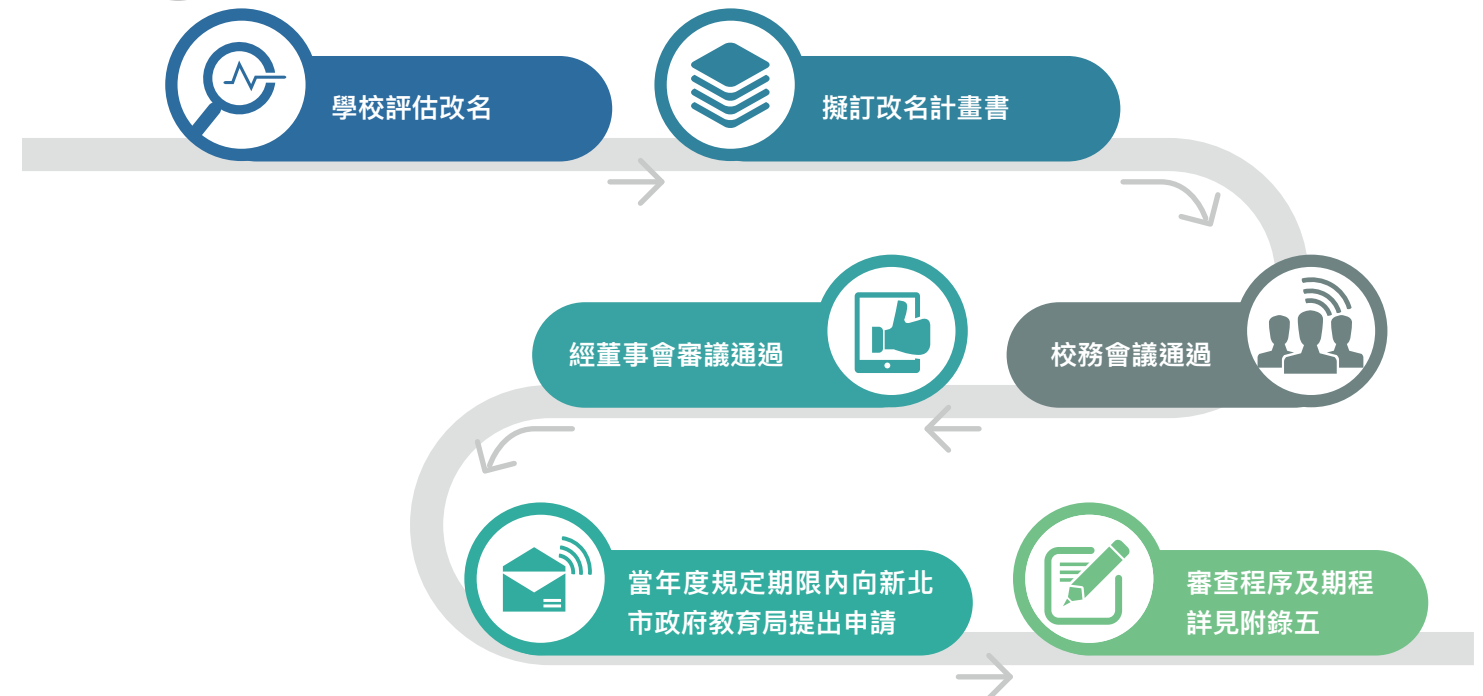 學校評估改名
擬訂改名計畫書
校務會議通過
經董事會審議通過
當年度規定期限內向新北
市政府教育局提出申請
審查程序及期程
詳見附錄五